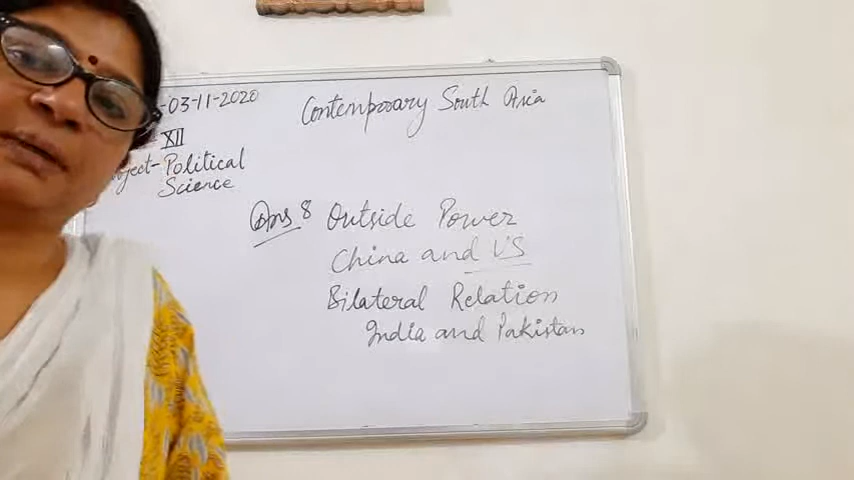 -03-11-2020
Contemporary South Asia
XII
ject- Political
Science
Ans 8 Outside Power
China and US
Bilateral Relation
India and Pakistan